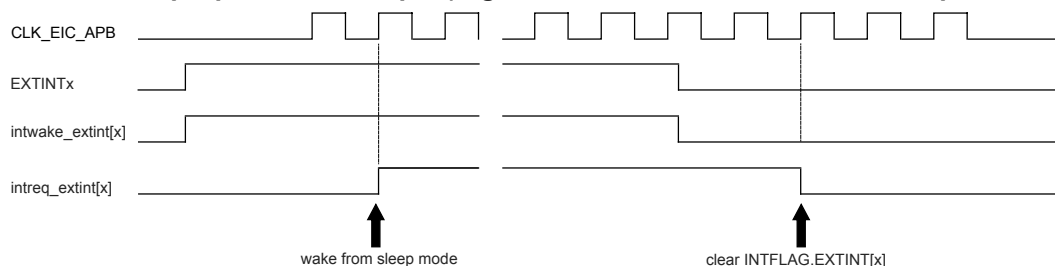 CLK_EIC_APB
EXTINTx
intwake_extint[x]
intreq_extint[x]
wake from sleep mode
clear INTFLAG.EXTINT[x]